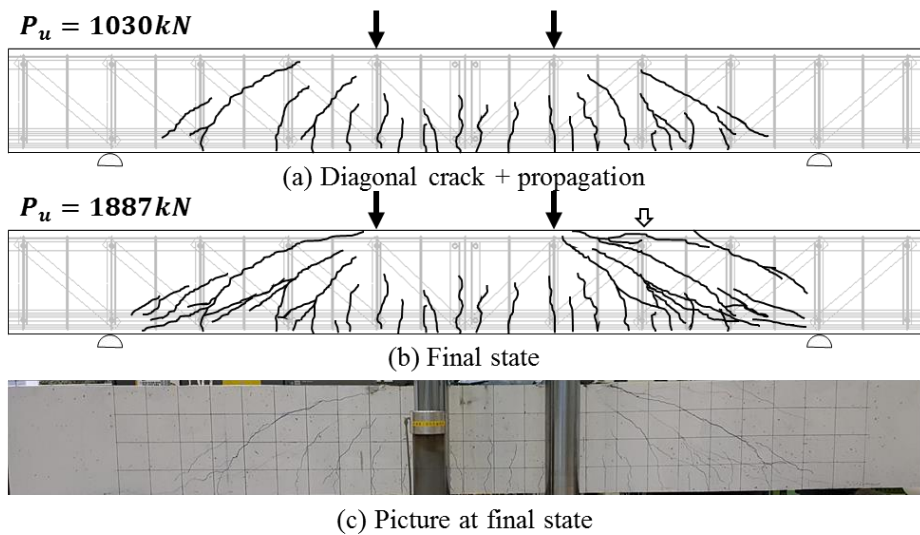 P_u = 1030kN
(a) Diagonal crack + propagation
P_u = 1887kN
(b) Final state
(c) Picture at final state